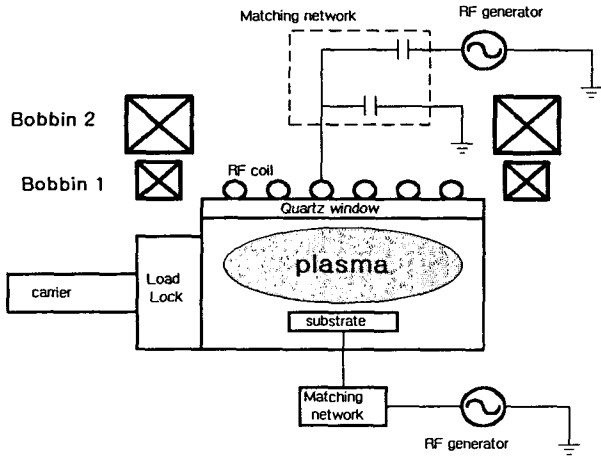 Matching network
RF generator
Bobbin 2
Bobbin 1
RF coil
Quartz window
plasma
carrier
Load
Lock
substrate
Matching
network
RF generator